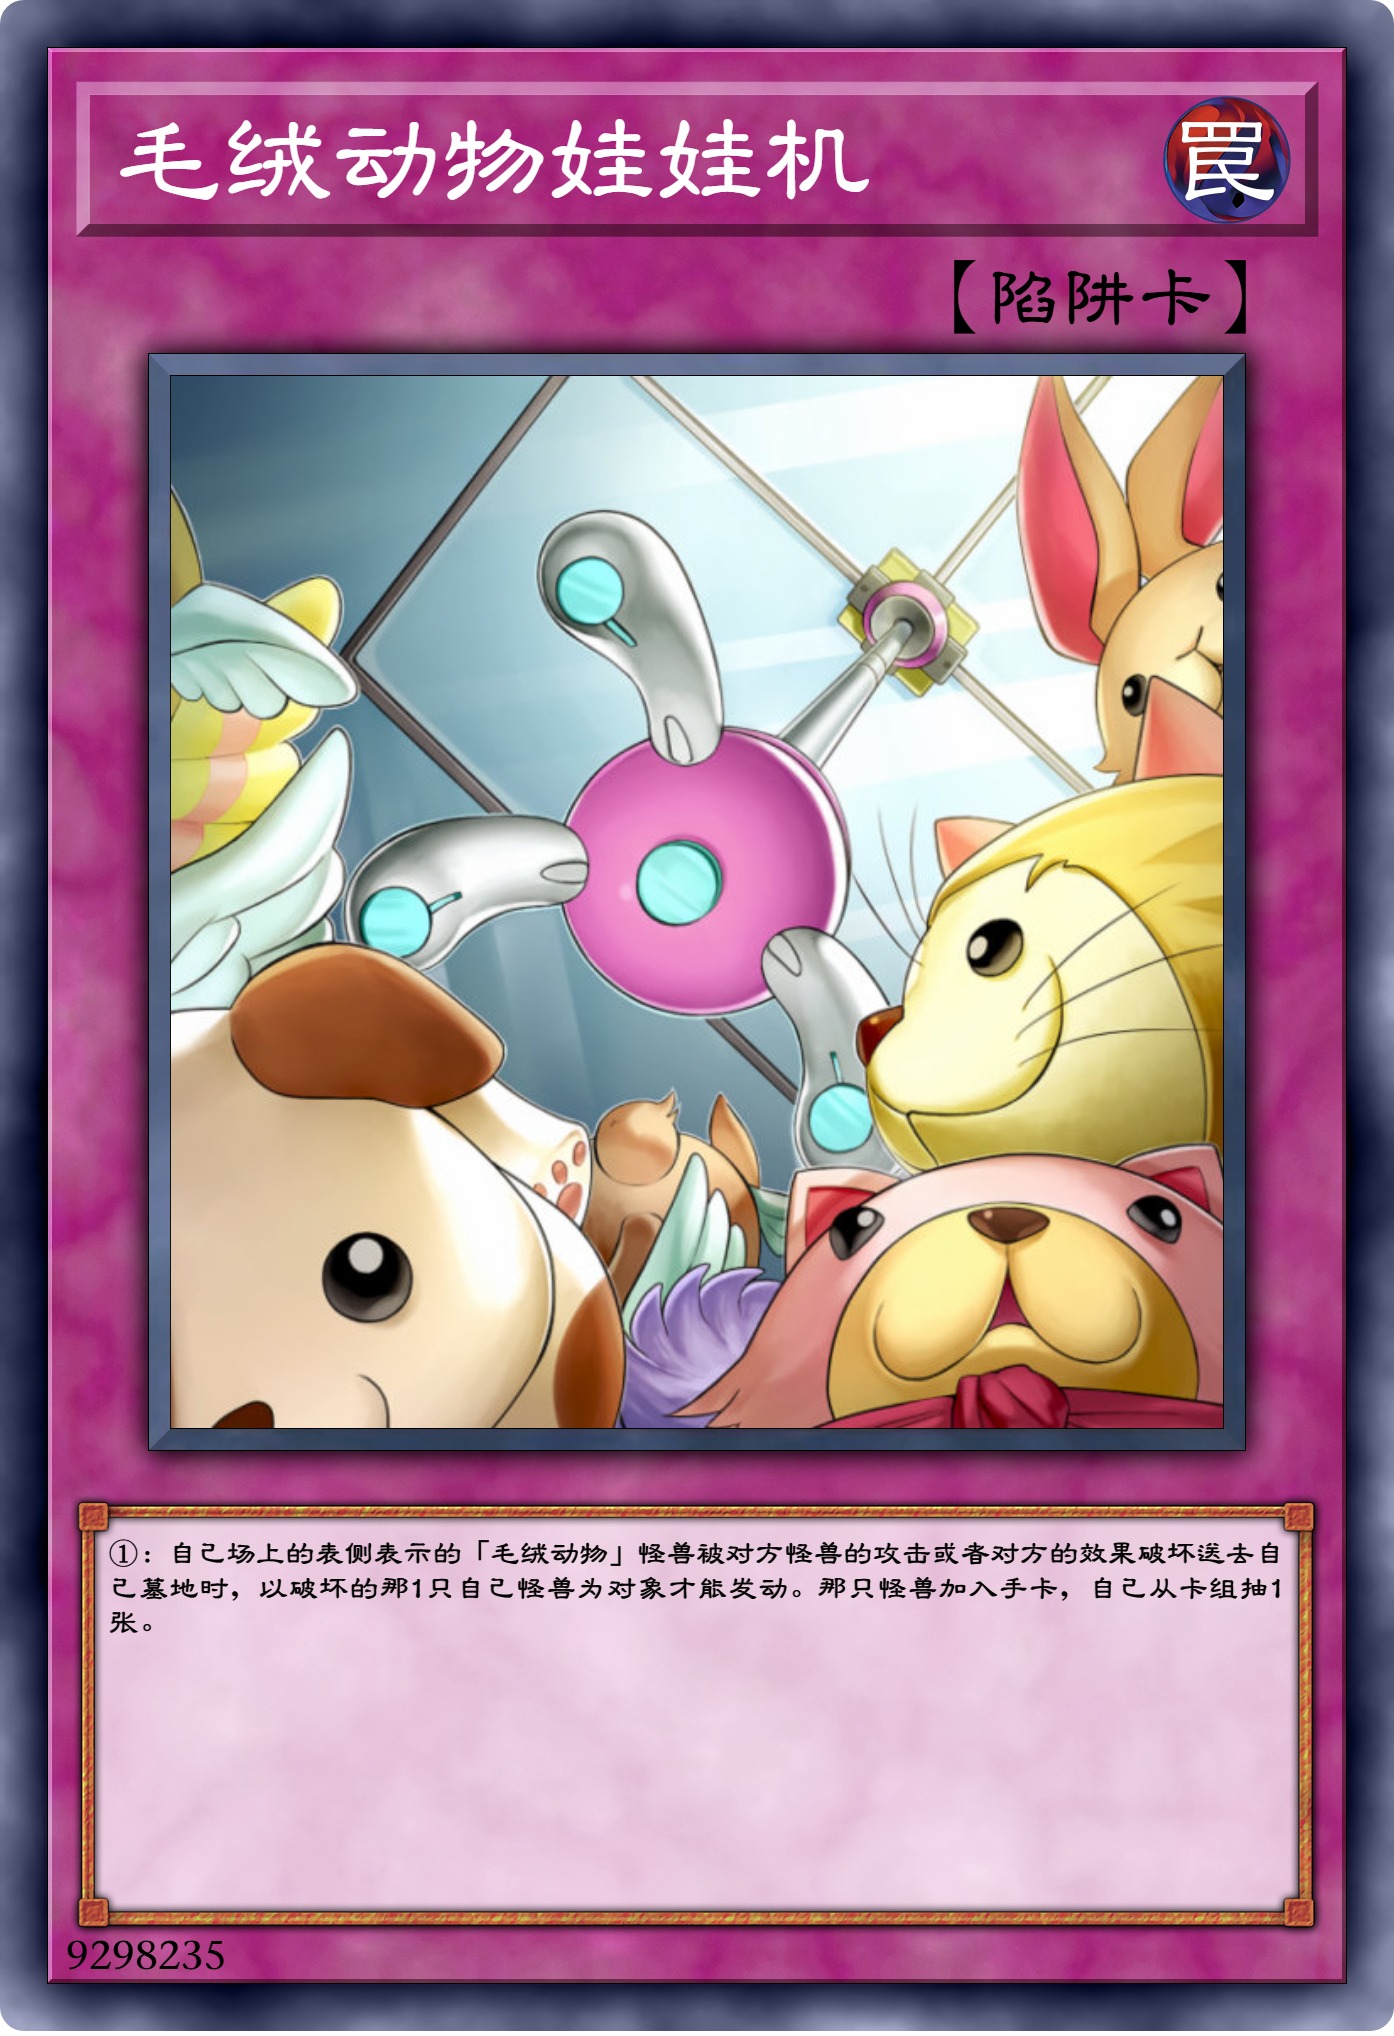 毛绒动物娃娃机
罠
【陷阱卡】
①：自己场上的表侧表示的「毛绒动物」怪兽被对方怪兽的攻击或者对方的效果破坏送去自
己墓地时，以破坏的那1只自己怪兽为对象才能发动。那只怪兽加入手卡，自己从卡组抽1
张。
9298235